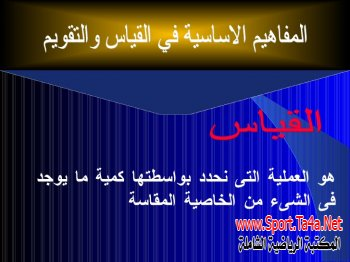 المفاهيم الاساسية في القياس والتقويم
القياس
هو العملية التى نحدد بواسطتها كمية ما يوجد
فى الشىء من الخاصية المقاسة
www.Sport.Ta4a.Net
المكتبة الرياضية الشاملة